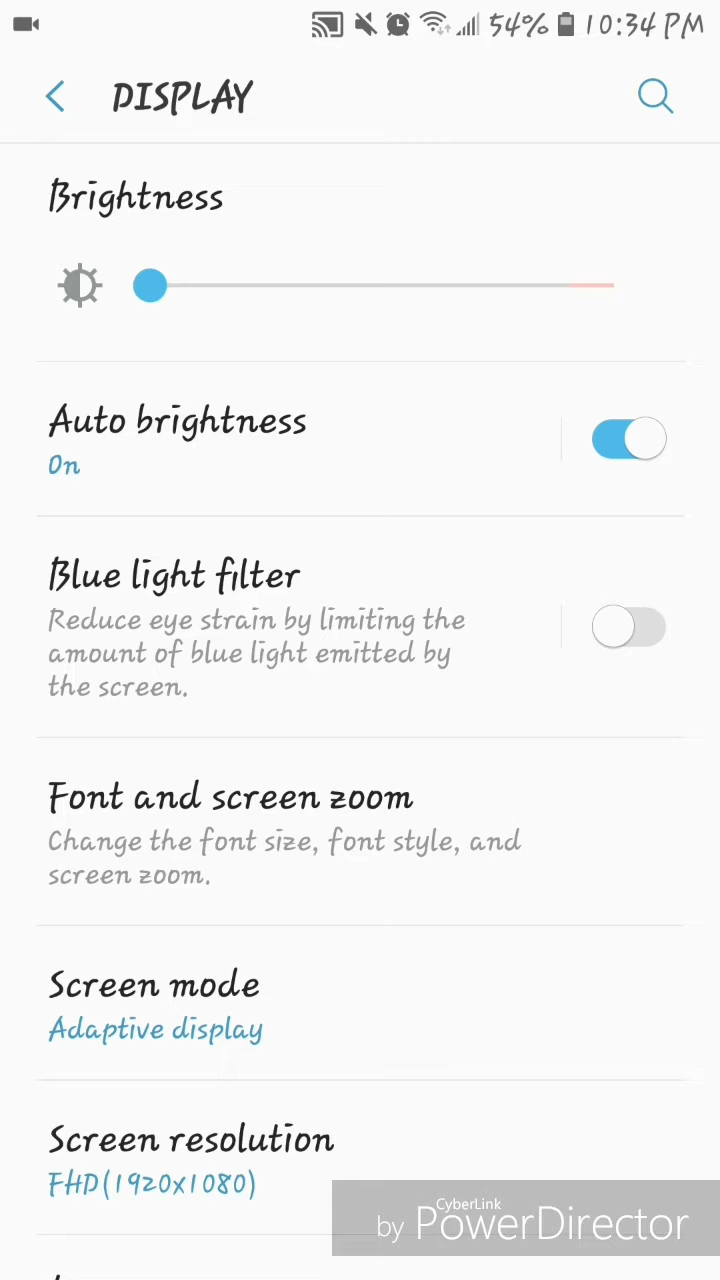 54% 10:34 PM
DISPLAY
Brightness
Auto brightness
On
Blue light filter
Reduce eye strain by limiting the
amount of blue light emitted by
the screen.
Font and screen zoom
Change the font size, font style, and
screen zoom.
Screen mode
Adaptive display
Screen resolution
FHD(1920x1080)
CyberLink
by PowerDirector